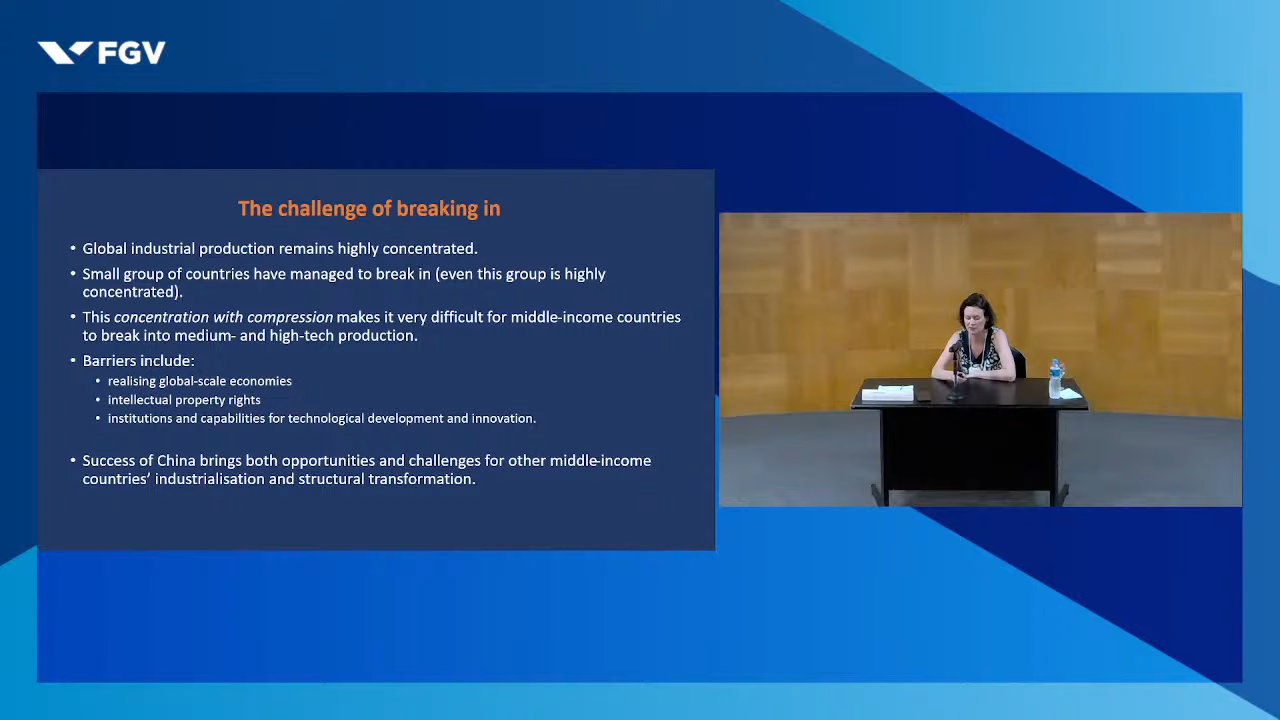 FGV
The challenge of breaking in
• Global industrial production remains highly concentrated.
• Small group of countries have managed to break in (even this group is highly
concentrated).
• This concentration with compression makes it very difficult for middle-income countries
to break into medium- and high-tech production.
• Barriers include:
• realising global-scale economies
• intellectual property rights
• institutions and capabilities for technological development and innovation.
• Success of China brings both opportunities and challenges for other middle-income
countries’ industrialisation and structural transformation.